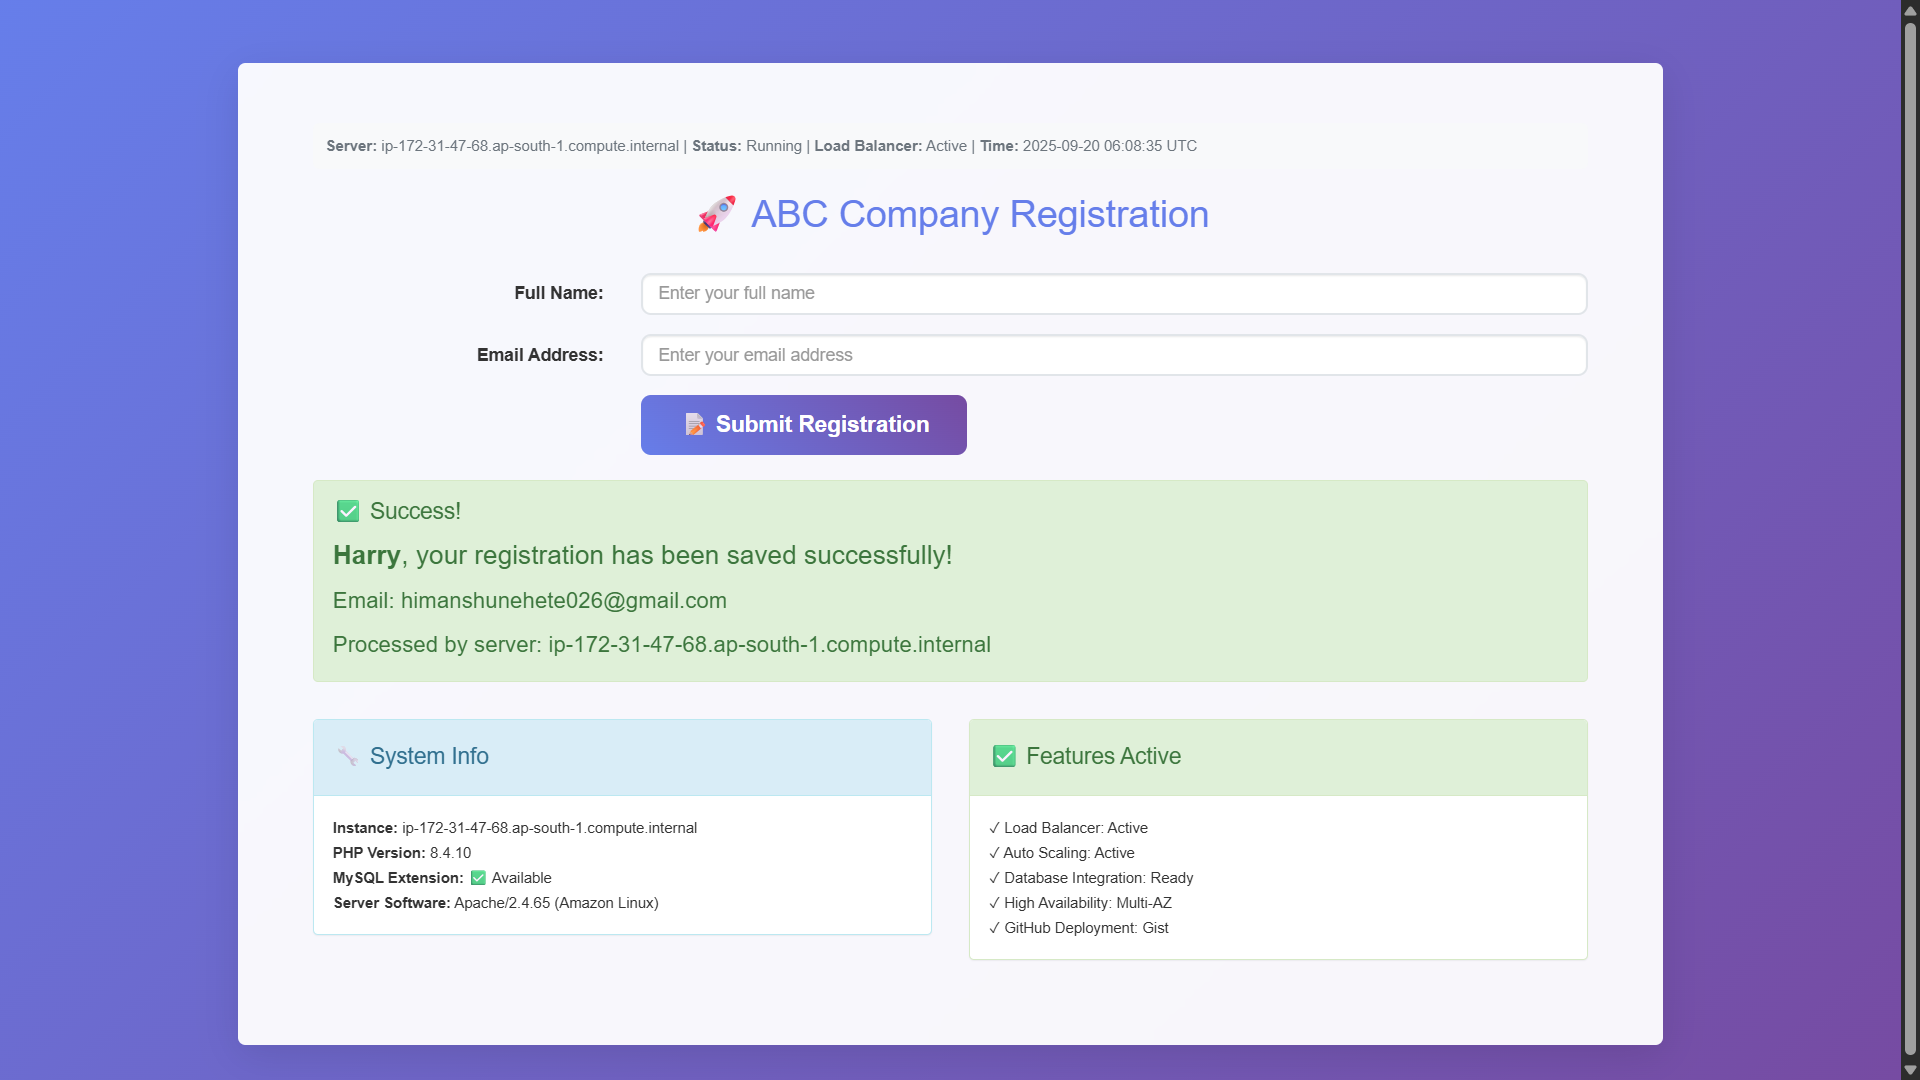 Server: ip-172-31-47-68.ap-south-1.compute.internal | Status: Running | Load Balancer: Active | Time: 2025-09-20 06:08:35 UTC
🚀 ABC Company Registration
Full Name: Enter your full name
Email Address: Enter your email address
📝 Submit Registration
✅ Success!
Harry, your registration has been saved successfully!
Email: himanshunehete026@gmail.com
Processed by server: ip-172-31-47-68.ap-south-1.compute.internal
🔧 System Info
Instance: ip-172-31-47-68.ap-south-1.compute.internal
PHP Version: 8.4.10
MySQL Extension: ✅ Available
Server Software: Apache/2.4.65 (Amazon Linux)
✅ Features Active
✓ Load Balancer: Active
✓ Auto Scaling: Active
✓ Database Integration: Ready
✓ High Availability: Multi-AZ
✓ GitHub Deployment: Gist